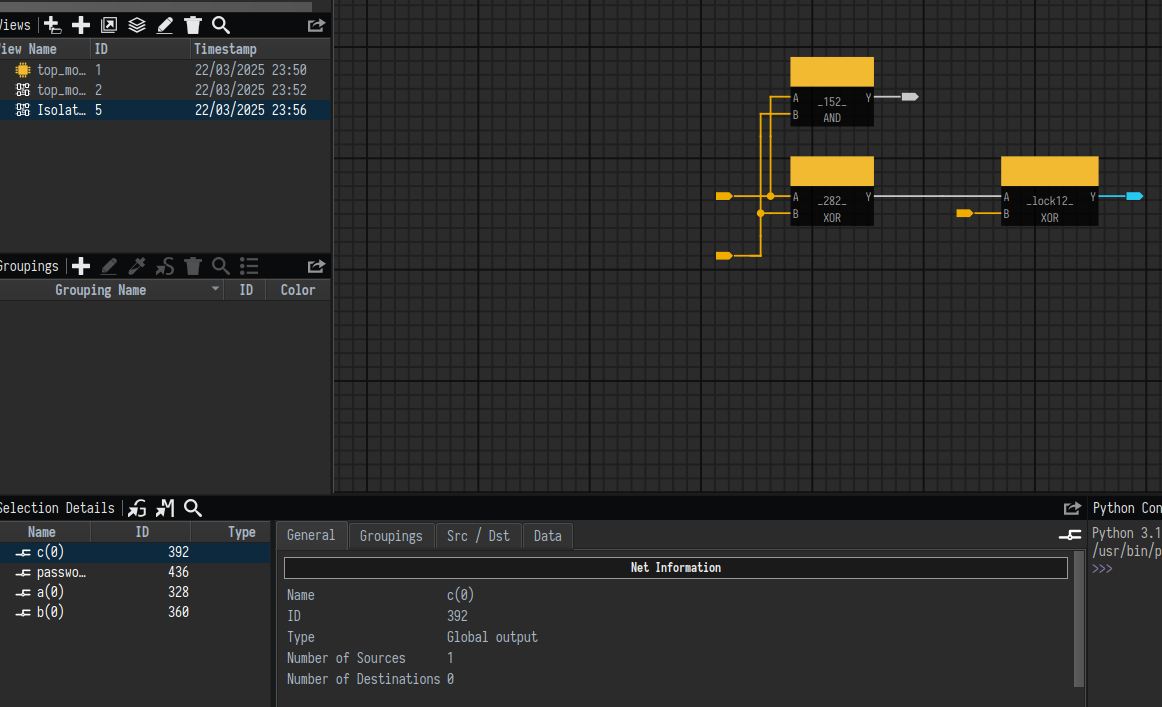 Views
View Name ID Timestamp
top_mo… 1 22/03/2025 23:50
top_mo… 2 22/03/2025 23:52
Isolat… 5 22/03/2025 23:56
A _152_ Y
B AND
A _282_ Y
B XOR
A _lock12_ Y
B XOR
Groupings
Grouping Name ID Color
Selection Details
Name ID Type
c(0) 392
passwo… 436
a(0) 328
b(0) 360
General Groupings Src / Dst Data
Net Information
Name c(0)
ID 392
Type Global output
Number of Sources 1
Number of Destinations 0
Python Con
Python 3.1
/usr/bin/p
>>>